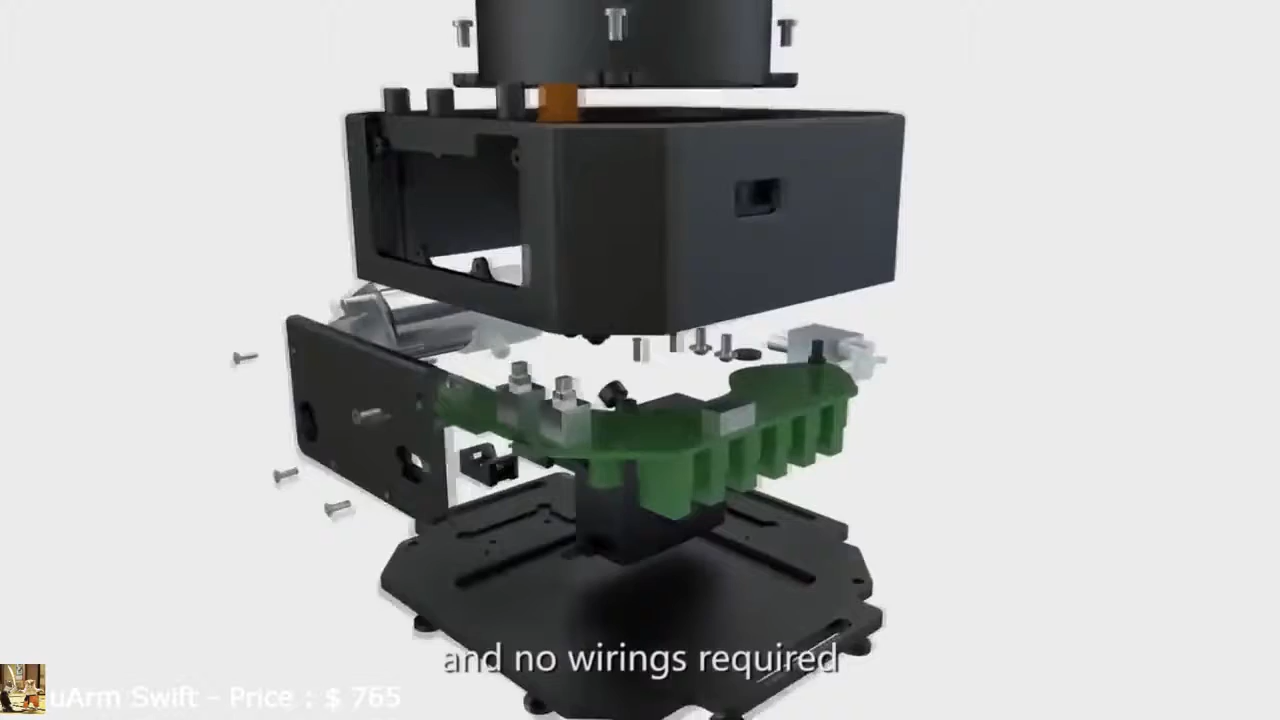 and no wirings required
uArm Swift - Price : $ 765